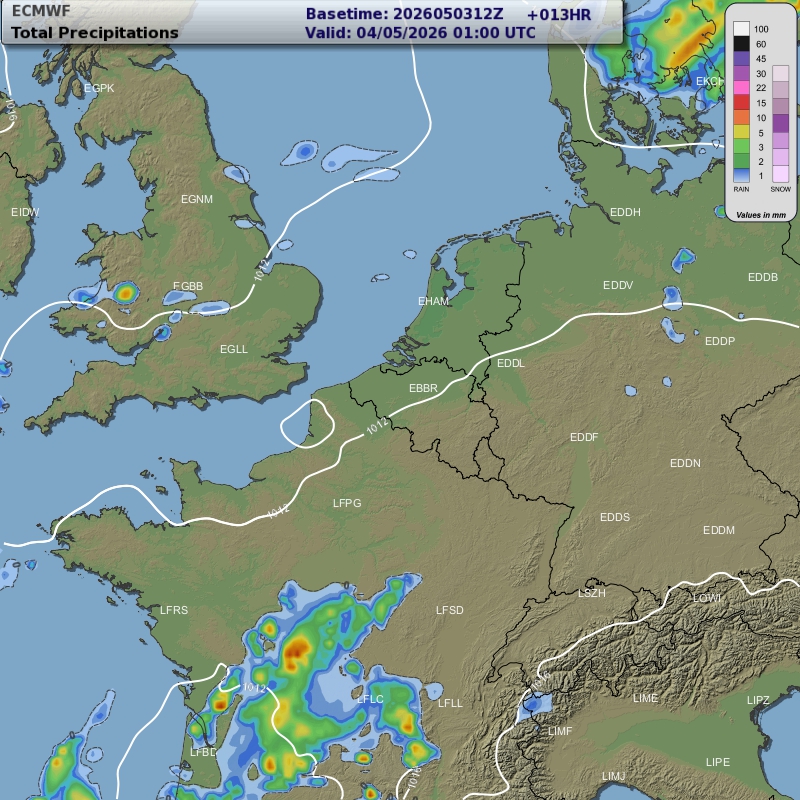 ECMWF
Total Precipitations
Basetime: 2026050312Z +013HR
Valid: 04/05/2026 01:00 UTC
100
60
45
30
22
15
10
5
3
2
1
RAIN SNOW
Values in mm
EGPK
EIDW
EGNM
EGBB
EGLL
EHAM
EDDH
EDDV
EDDB
EDDP
EDDL
EBBR
EDDF
EDDN
EDDS
EDDM
LFPG
LFRS
LFSD
LSZH
LOWI
LFLC
LFLL
LFBD
LIME
LIMF
LIPZ
LIPE
LIMJ
1016
1012
1012
1012
1012
1016